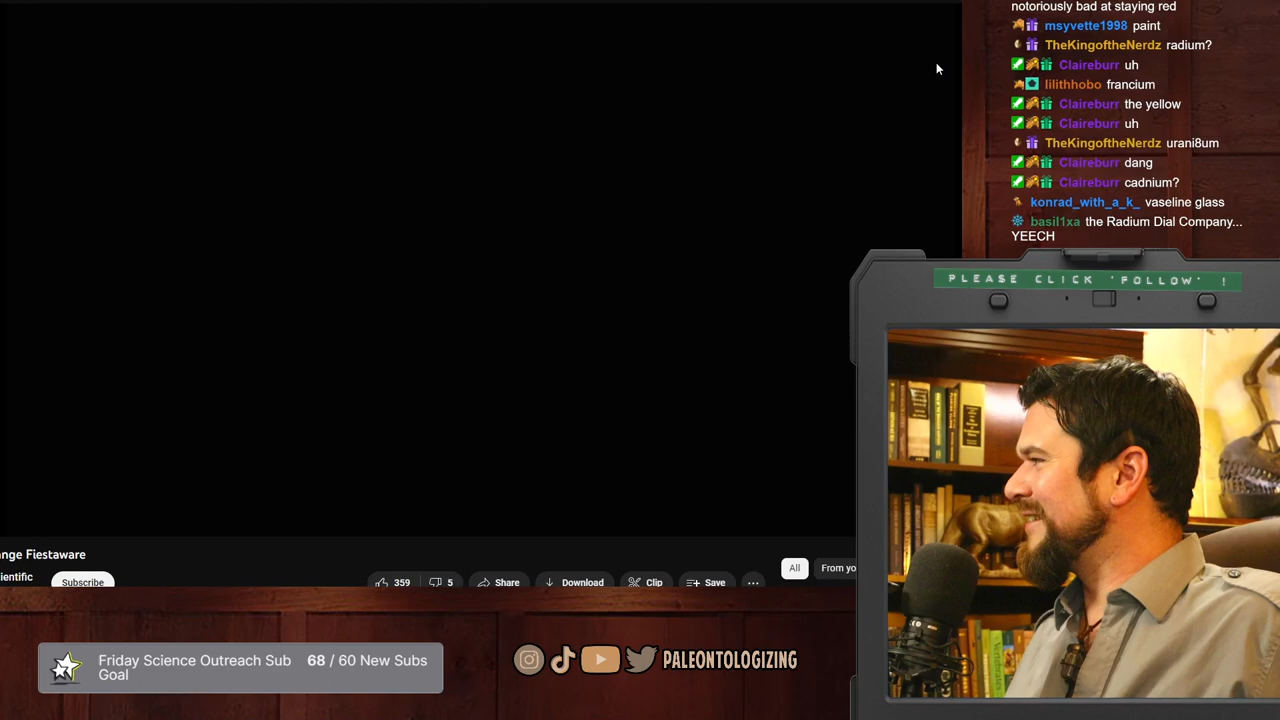 notoriously bad at staying red
msyvette1998 paint
TheKingoftheNerdz radium?
Claireburr uh
lilithhobo francium
Claireburr the yellow
Claireburr uh
TheKingoftheNerdz urani8um
Claireburr dang
Claireburr cadnium?
konrad_with_a_k_ vaseline glass
basil1xa the Radium Dial Company...
YEECH
PLEASE CLICK 'FOLLOW' !
nge Fiestaware
ientific
Subscribe
359
5
Share
Download
Clip
Save
...
All
From yo
Friday Science Outreach Sub
Goal
68 / 60 New Subs
PALEONTOLOGIZING